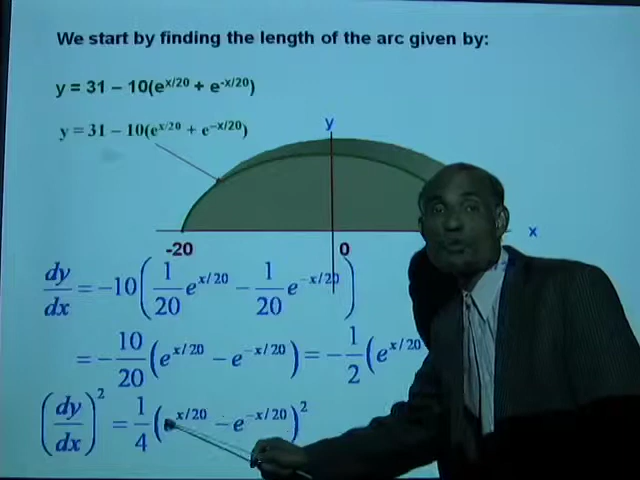 We start by finding the length of the arc given by:
y = 31 – 10(e^x/20 + e^-x/20)
y = 31 – 10(e^x/20 + e^–x/20)
y
-20 0 x
dy/dx = –10(1/20 e^x/20 – 1/20 e^–x/20)
= –10/20 (e^x/20 – e^–x/20) = –1/2 (e^x/20
(dy/dx)^2 = 1/4 ( ^x/20 – e^–x/20)^2